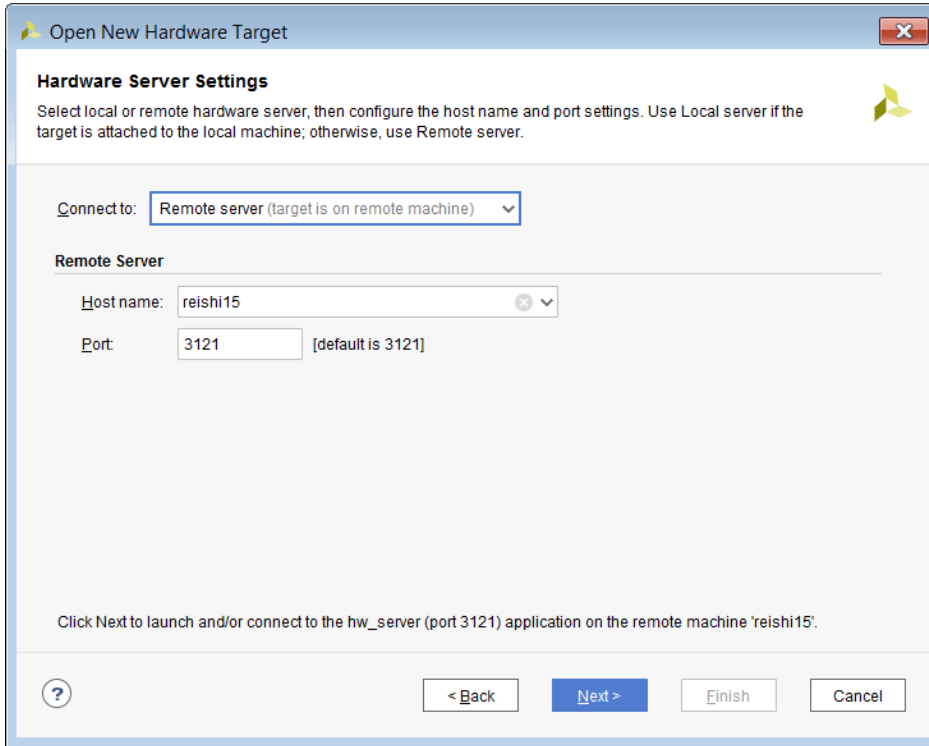 Open New Hardware Target
Hardware Server Settings
Select local or remote hardware server, then configure the host name and port settings. Use Local server if the
target is attached to the local machine; otherwise, use Remote server.
Connect to: Remote server (target is on remote machine)
Remote Server
Host name: reishi15
Port: 3121 [default is 3121]
Click Next to launch and/or connect to the hw_server (port 3121) application on the remote machine 'reishi15'.
? < Back Next > Finish Cancel